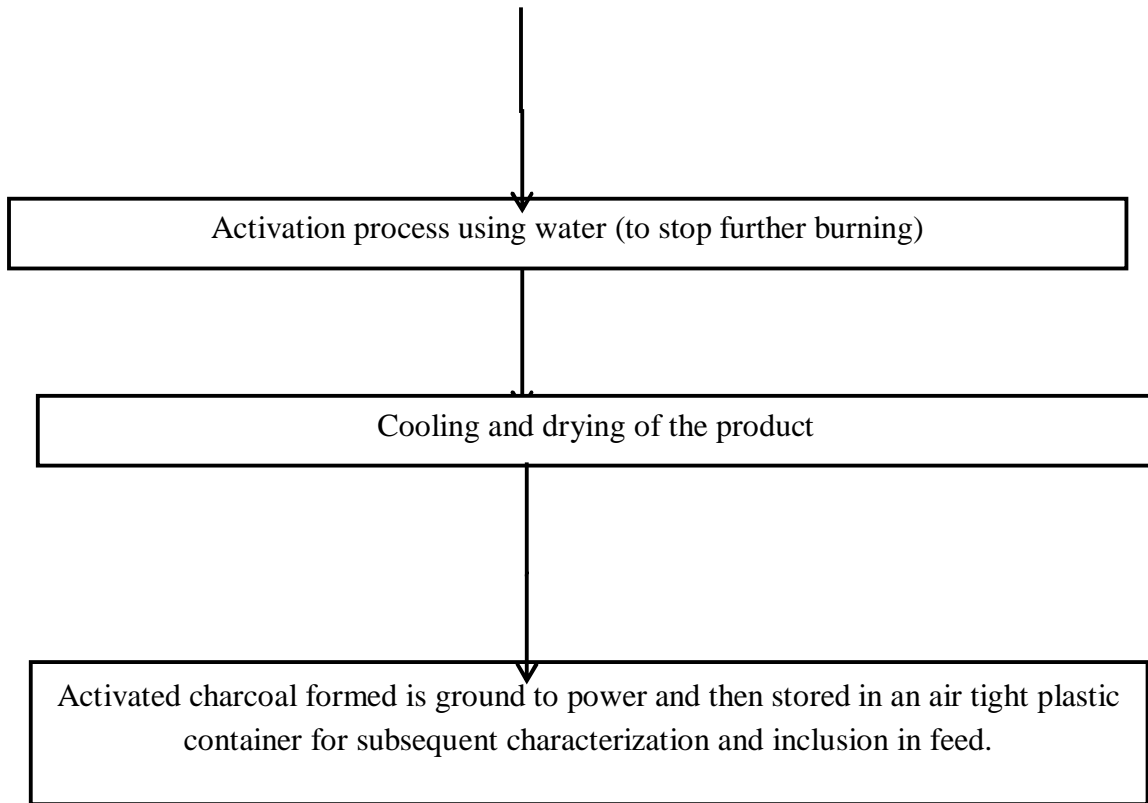 Activation process using water (to stop further burning)
Cooling and drying of the product
Activated charcoal formed is ground to power and then stored in an air tight plastic
container for subsequent characterization and inclusion in feed.